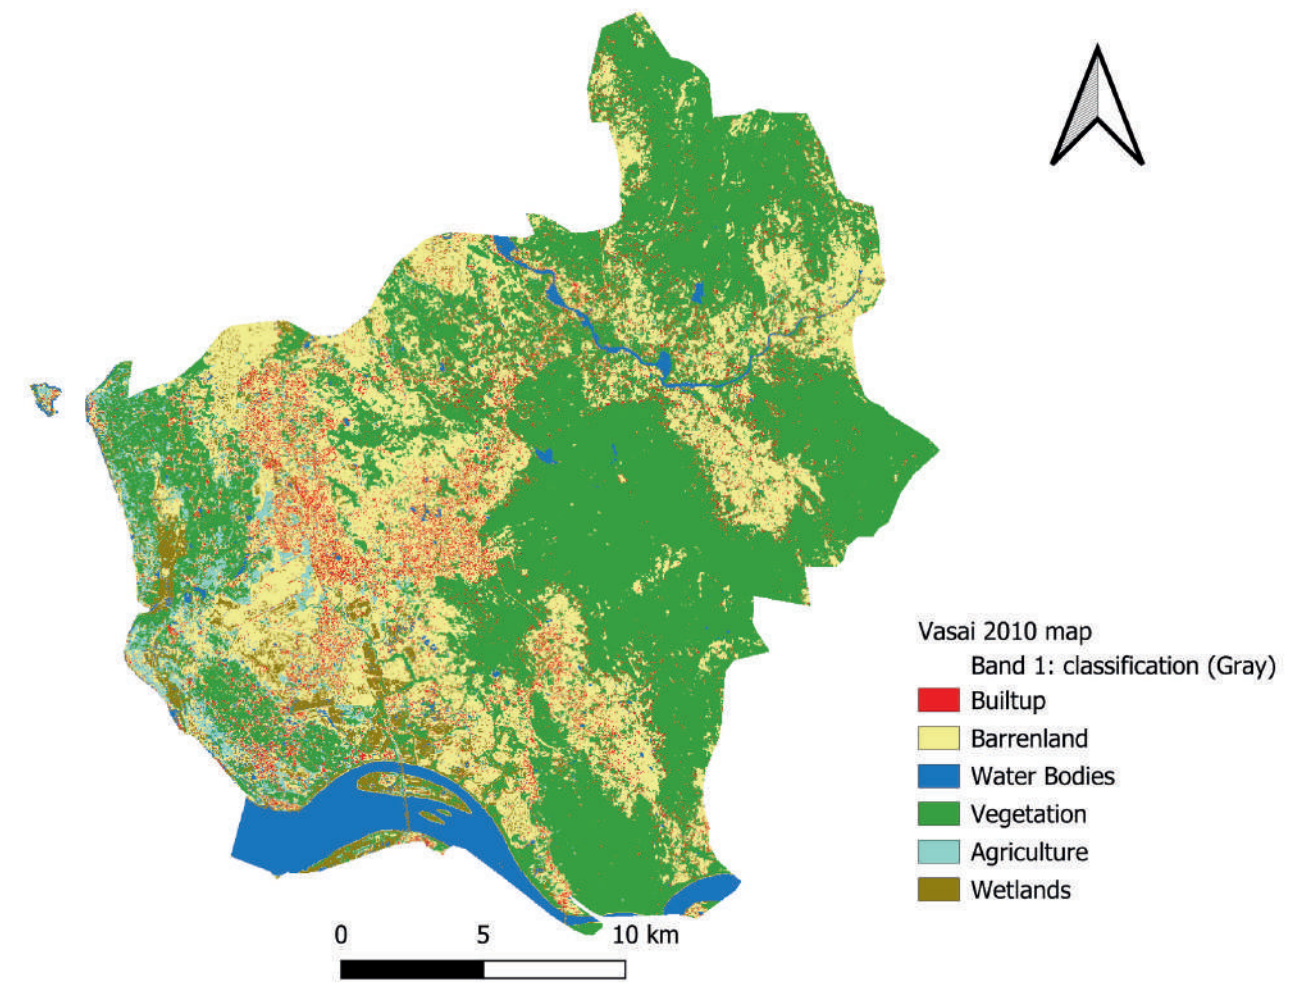 Vasai 2010 map
Band 1: classification (Gray)
Builtup
Barrenland
Water Bodies
Vegetation
Agriculture
Wetlands
0 5 10 km